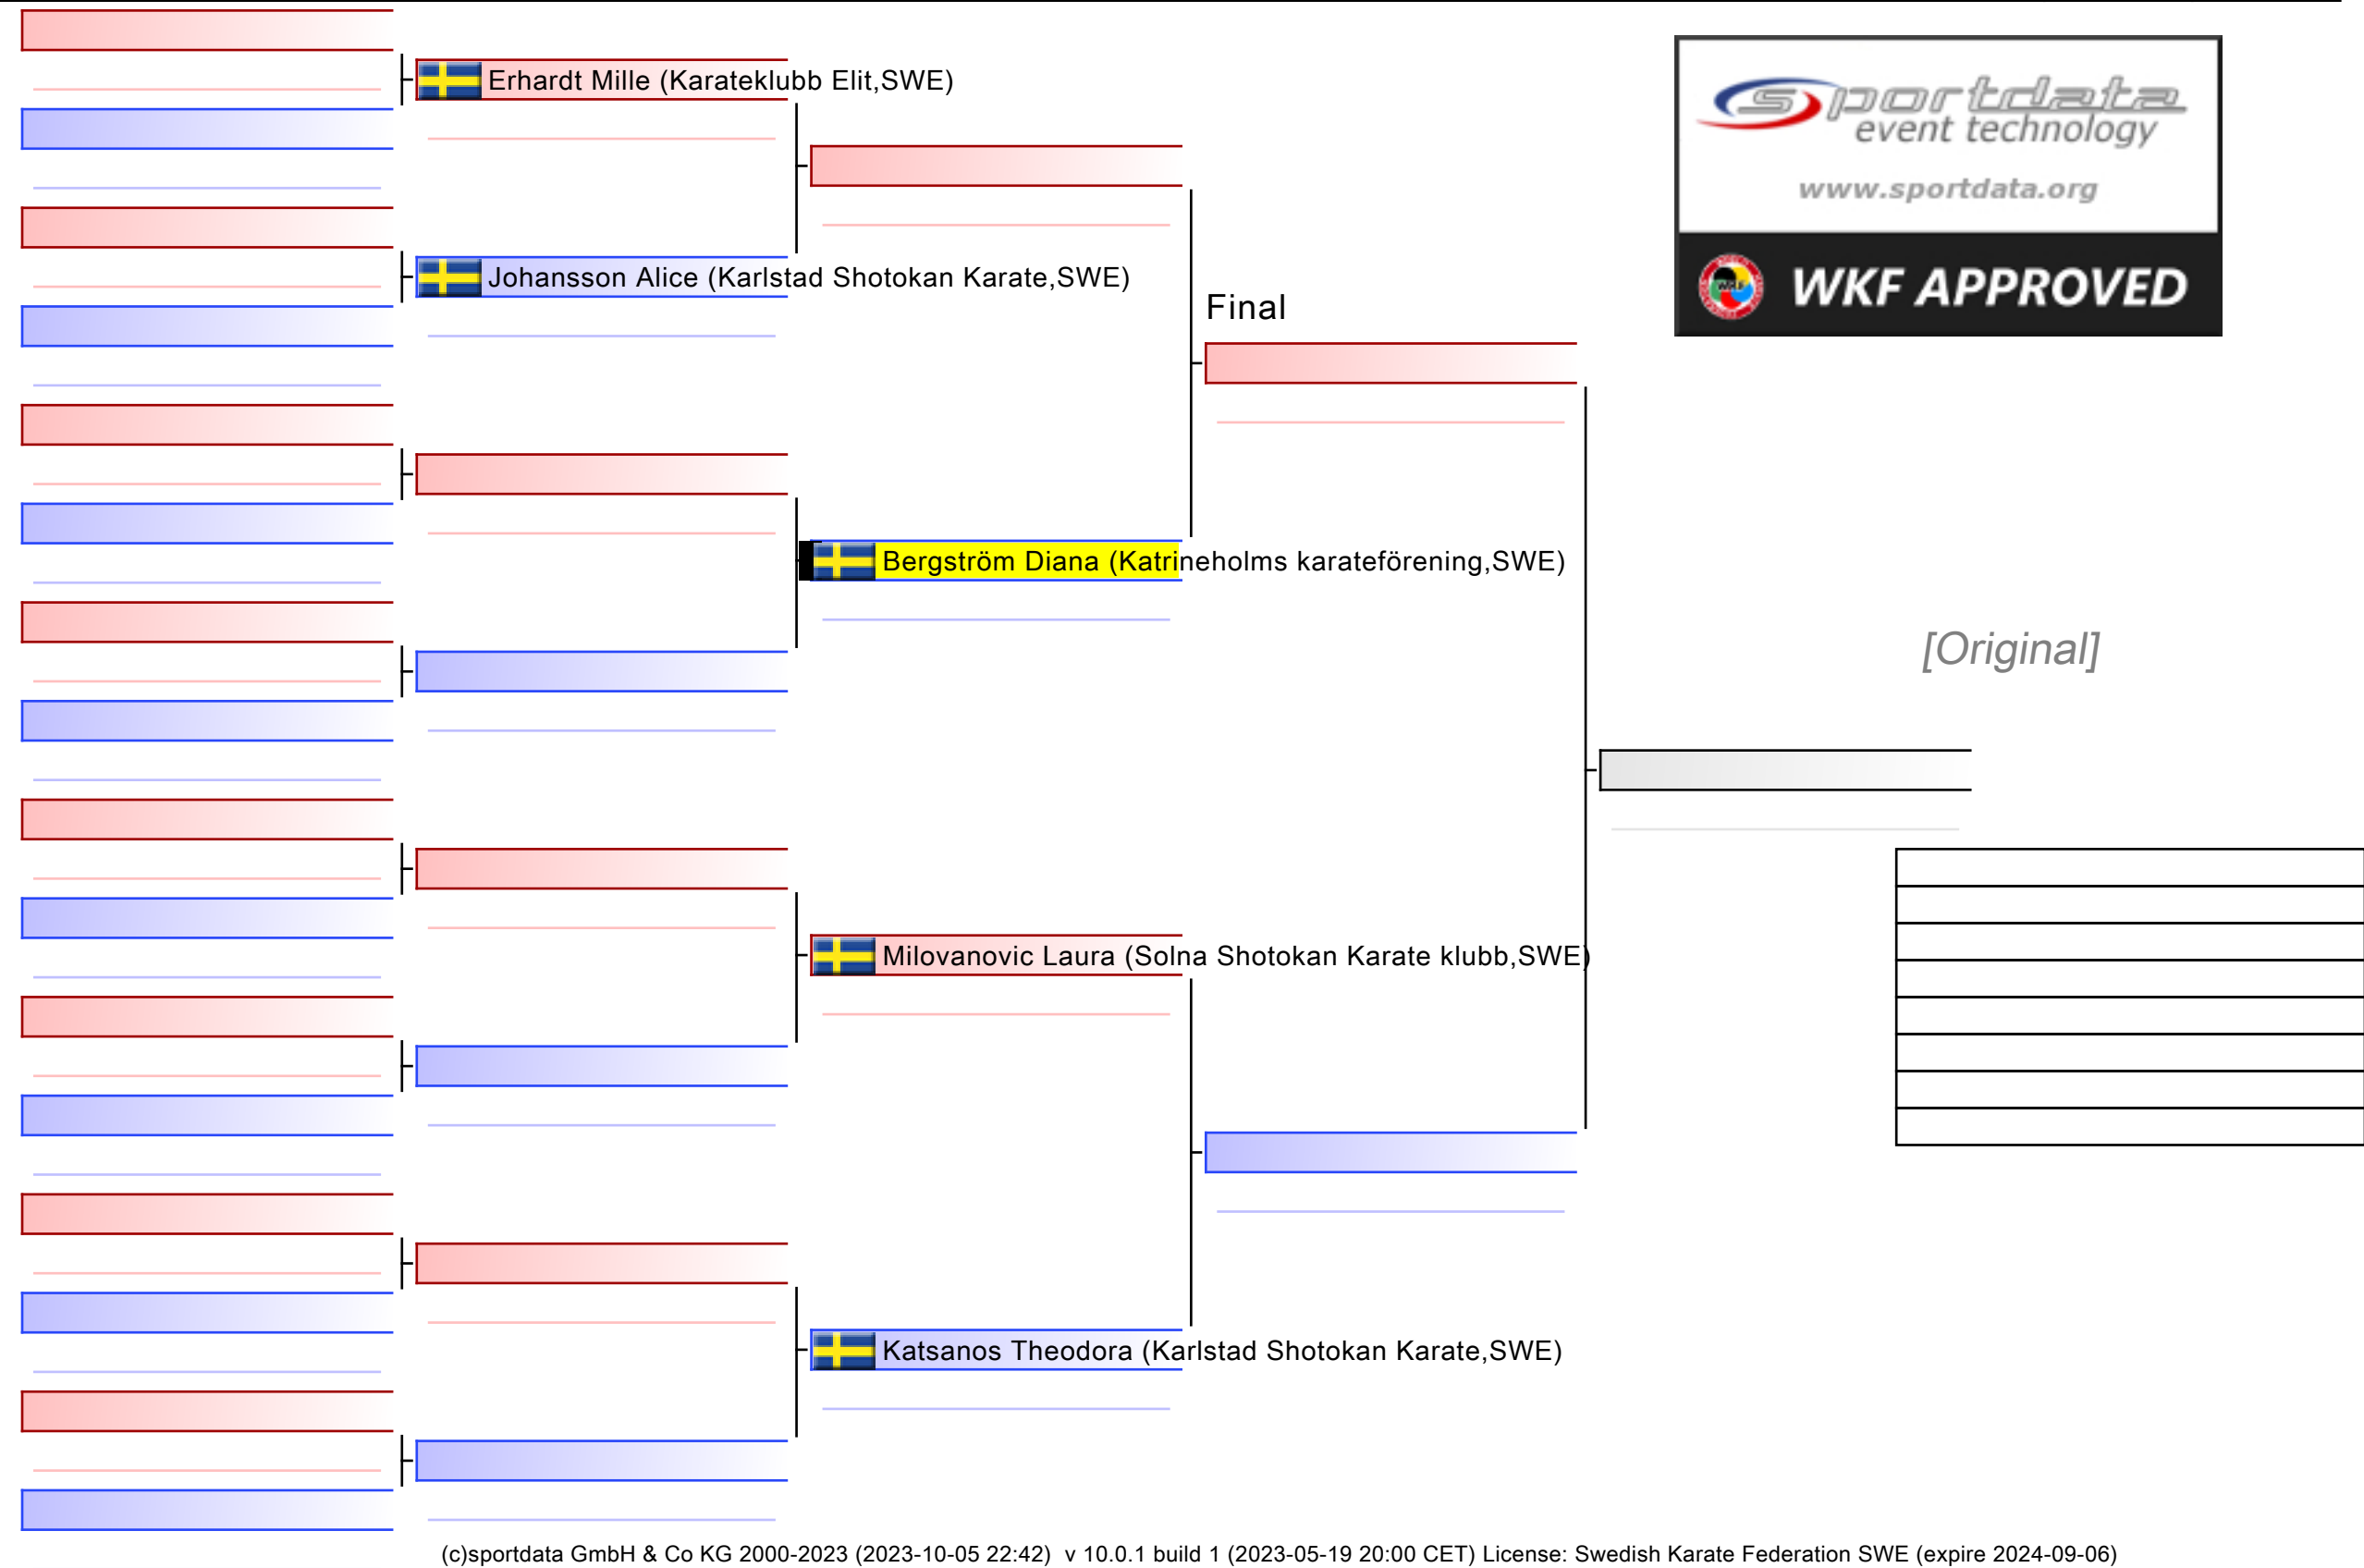 Erhardt Mille (Karateklubb Elit,SWE)
sportdata
event technology
www.sportdata.org
WKF APPROVED
Johansson Alice (Karlstad Shotokan Karate,SWE)
Final
Bergström Diana (Katrineholms karateförening,SWE)
[Original]
Milovanovic Laura (Solna Shotokan Karate klubb,SWE)
Katsanos Theodora (Karlstad Shotokan Karate,SWE)
(c)sportdata GmbH & Co KG 2000-2023 (2023-10-05 22:42) v 10.0.1 build 1 (2023-05-19 20:00 CET) License: Swedish Karate Federation SWE (expire 2024-09-06)